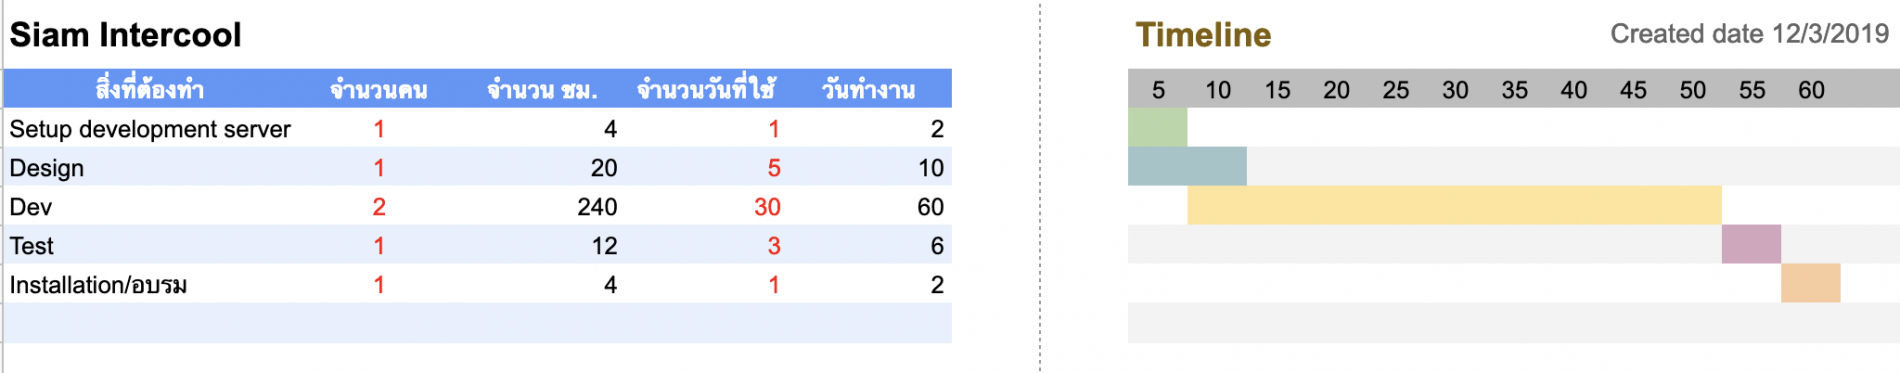 Siam Intercool
Timeline
Created date 12/3/2019
สิ่งที่ต้องทำ จำนวนคน จำนวน ชม. จำนวนวันที่ใช้ วันทำงาน
5 10 15 20 25 30 35 40 45 50 55 60
Setup development server 1 4 1 2
Design 1 20 5 10
Dev 2 240 30 60
Test 1 12 3 6
Installation/อบรม 1 4 1 2